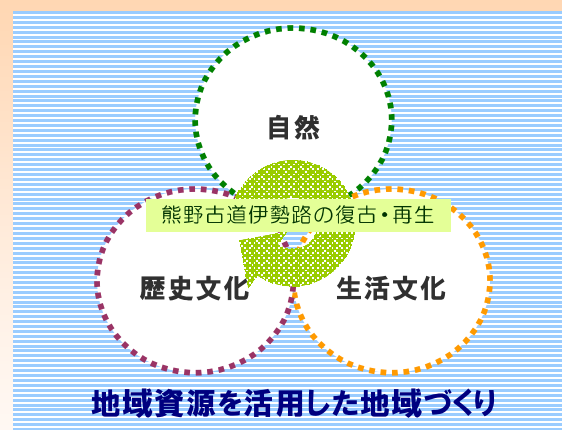 自然
熊野古道伊勢路の復古・再生
歴史文化
生活文化
地域資源を活用した地域づくり